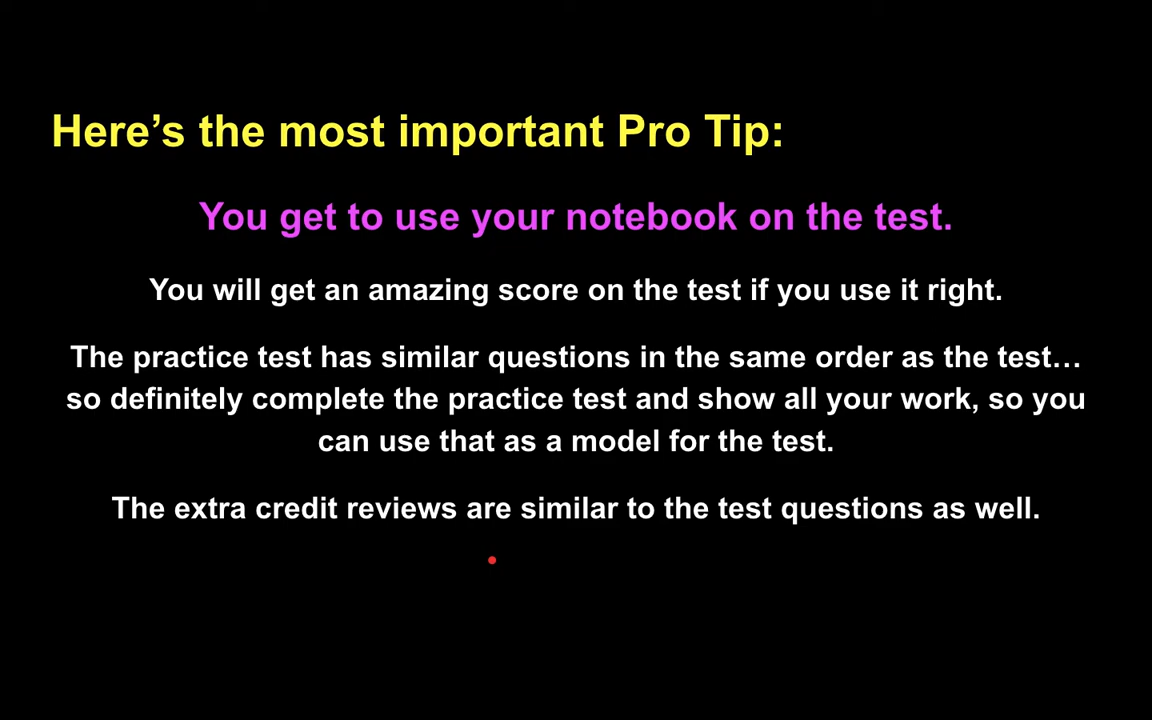 Here’s the most important Pro Tip:
You get to use your notebook on the test.
You will get an amazing score on the test if you use it right.
The practice test has similar questions in the same order as the test…
so definitely complete the practice test and show all your work, so you
can use that as a model for the test.
The extra credit reviews are similar to the test questions as well.